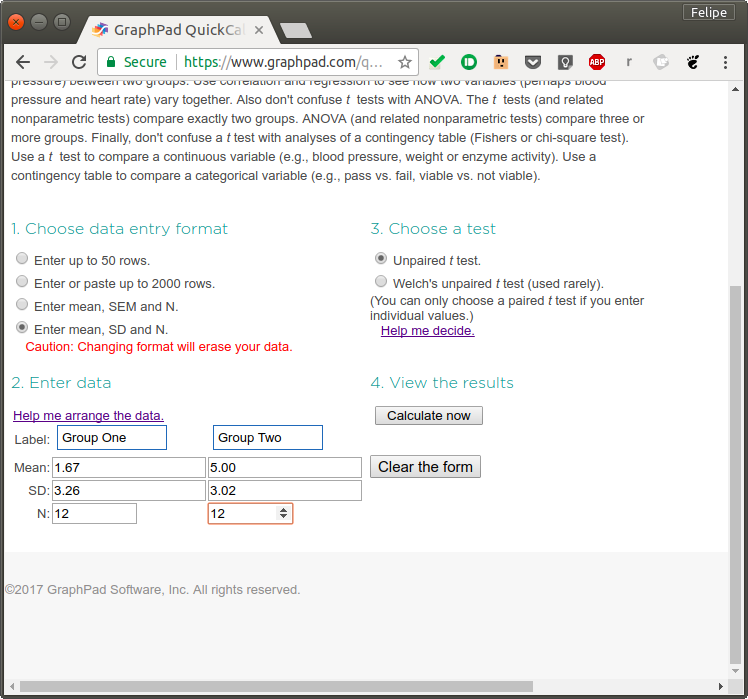 Felipe
GraphPad QuickCal
Secure
https://www.graphpad.com/q...
ABP
r
pressure) between two groups. Use correlation and regression to see how two variables (perhaps blood
pressure and heart rate) vary together. Also don't confuse t tests with ANOVA. The t tests (and related
nonparametric tests) compare exactly two groups. ANOVA (and related nonparametric tests) compare three or
more groups. Finally, don't confuse a t test with analyses of a contingency table (Fishers or chi-square test).
Use a t test to compare a continuous variable (e.g., blood pressure, weight or enzyme activity). Use a
contingency table to compare a categorical variable (e.g., pass vs. fail, viable vs. not viable).
1. Choose data entry format
Enter up to 50 rows.
Enter or paste up to 2000 rows.
Enter mean, SEM and N.
Enter mean, SD and N.
Caution: Changing format will erase your data.
3. Choose a test
Unpaired t test.
Welch's unpaired t test (used rarely).
(You can only choose a paired t test if you enter
individual values.)
Help me decide.
2. Enter data
Help me arrange the data.
Label: Group One Group Two
Mean: 1.67 5.00
SD: 3.26 3.02
N: 12 12
4. View the results
Calculate now
Clear the form
©2017 GraphPad Software, Inc. All rights reserved.